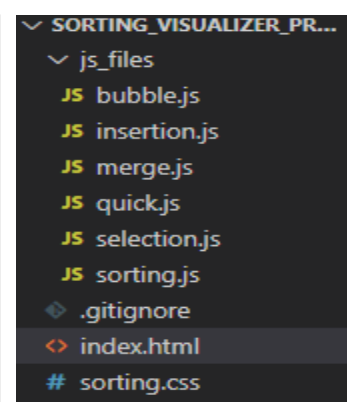 SORTING_VISUALIZER_PR...
js_files
JS bubble.js
JS insertion.js
JS merge.js
JS quick.js
JS selection.js
JS sorting.js
.gitignore
<> index.html
# sorting.css